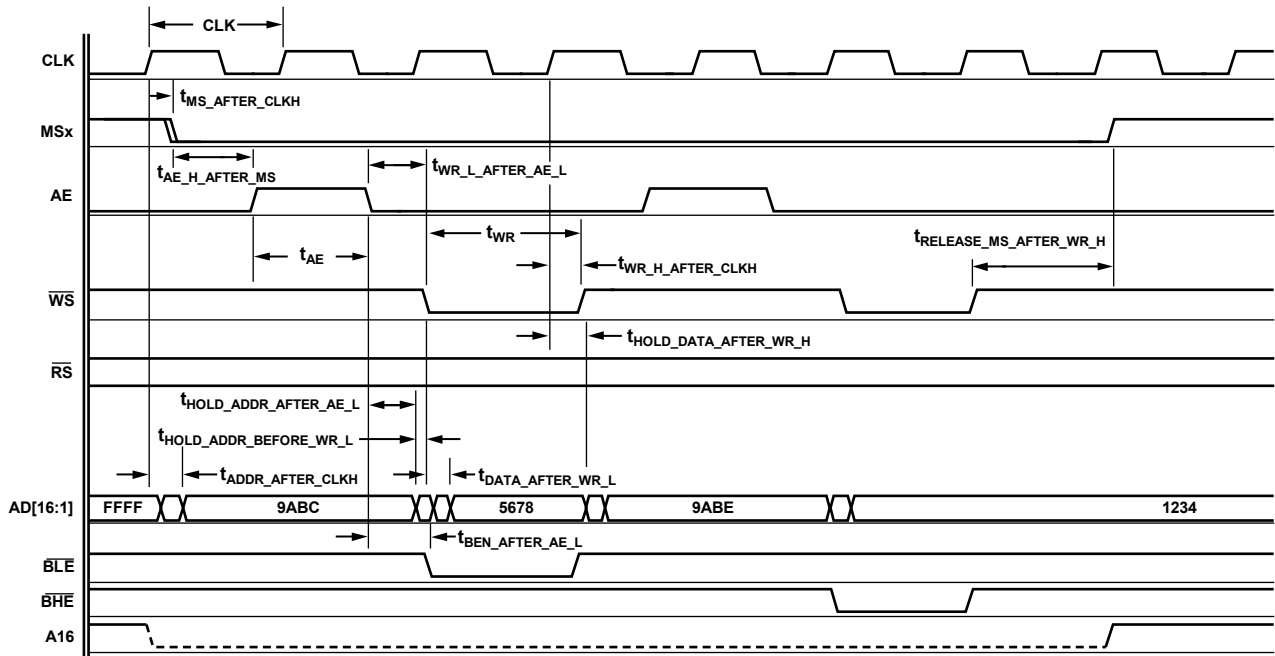 CLK
CLK
tMS_AFTER_CLKH
MSx
tAE_H_AFTER_MS
tWR_L_AFTER_AE_L
AE
tWR
tRELEASE_MS_AFTER_WR_H
tAE
tWR_H_AFTER_CLKH
WS
tHOLD_DATA_AFTER_WR_H
RS
tHOLD_ADDR_AFTER_AE_L
tHOLD_ADDR_BEFORE_WR_L
tADDR_AFTER_CLKH
tDATA_AFTER_WR_L
AD[16:1] FFFF 9ABC 5678 9ABE 1234
tBEN_AFTER_AE_L
BLE
BHE
A16